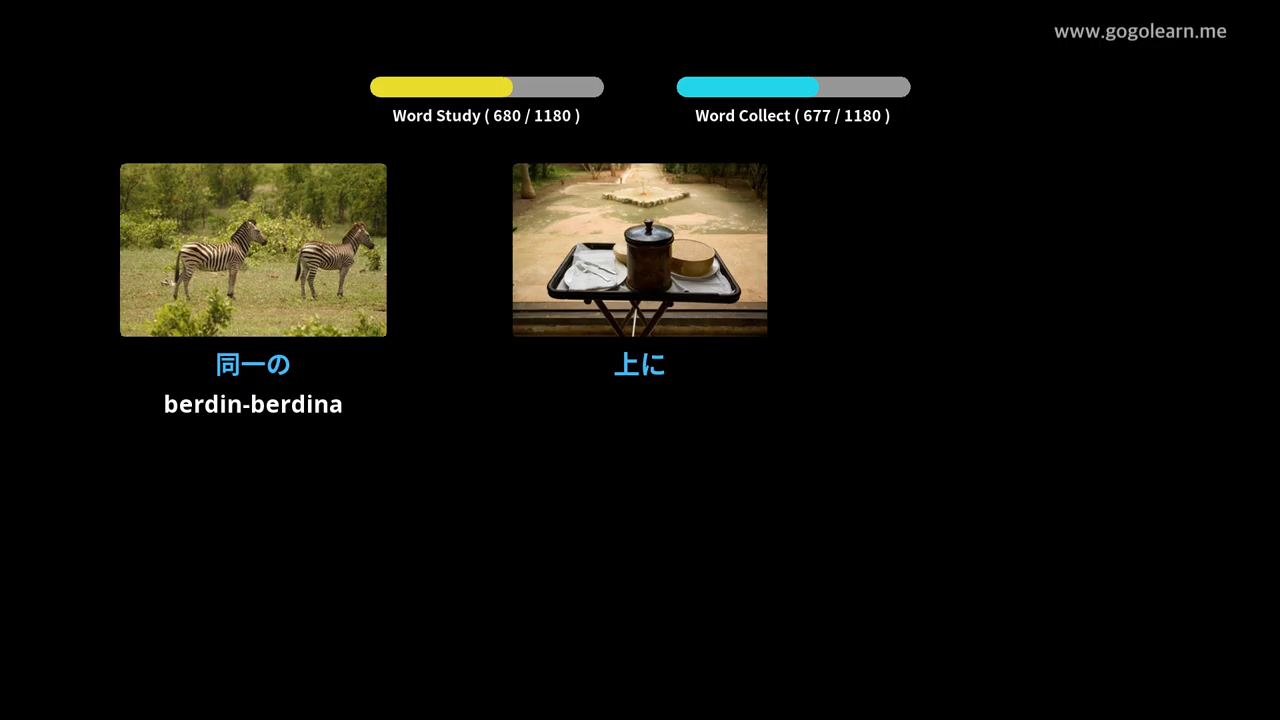 www.gogolearn.me
Word Study ( 680 / 1180 )
Word Collect ( 677 / 1180 )
同一の
上に
berdin-berdina